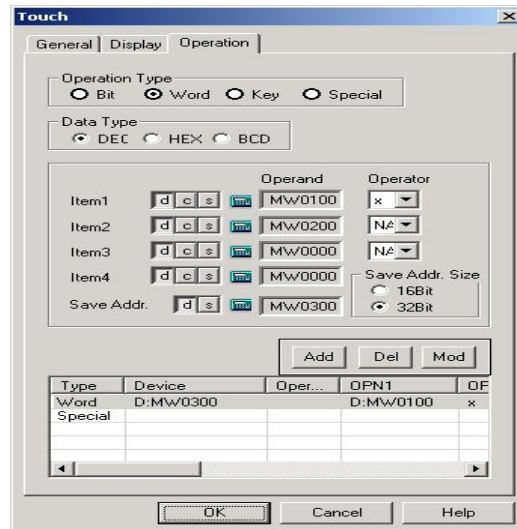 Touch
General Display Operation
Operation Type
Bit Word Key Special
Data Type
DEC HEX BCD
Operand Operator
Item1 d c s MW0100 x
Item2 d c s MW0200 NA
Item3 d c s MW0000 NA
Item4 d c s MW0000
Save Addr. Size
16Bit
32Bit
Save Addr. d s MW0300
Add Del Mod
Type Device Oper... OPN1 OF
Word D:MW0300 D:MW0100 x
Special
OK Cancel Help